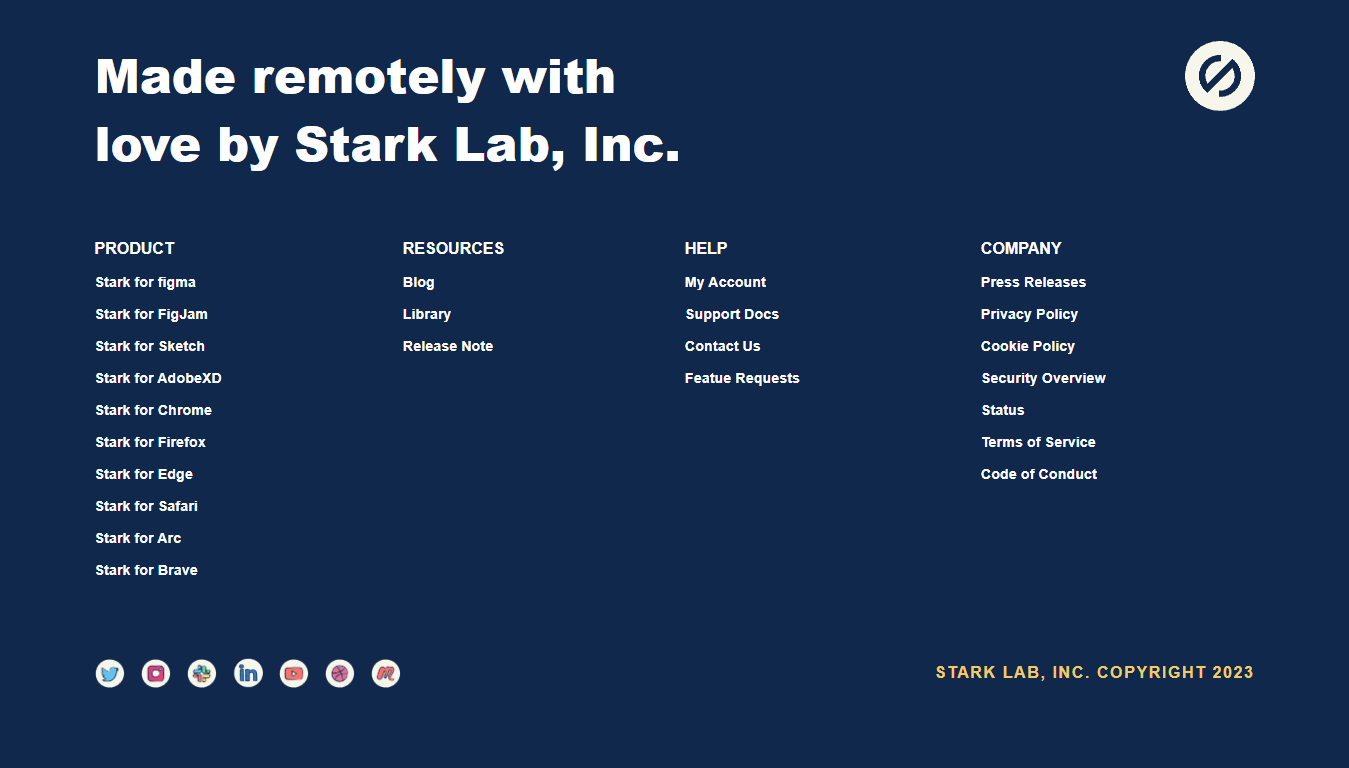 Made remotely with
love by Stark Lab, Inc.
PRODUCT
Stark for figma
Stark for FigJam
Stark for Sketch
Stark for AdobeXD
Stark for Chrome
Stark for Firefox
Stark for Edge
Stark for Safari
Stark for Arc
Stark for Brave
RESOURCES
Blog
Library
Release Note
HELP
My Account
Support Docs
Contact Us
Featue Requests
COMPANY
Press Releases
Privacy Policy
Cookie Policy
Security Overview
Status
Terms of Service
Code of Conduct
in
m
STARK LAB, INC. COPYRIGHT 2023